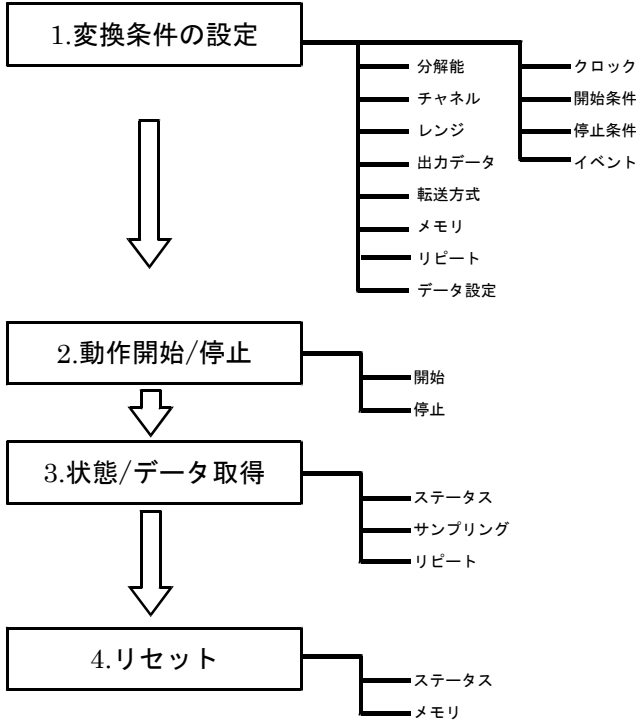 1.変換条件の設定
分解能
チャネル
レンジ
出力データ
転送方式
メモリ
リピート
データ設定
クロック
開始条件
停止条件
イベント
2.動作開始/停止
開始
停止
3.状態/データ取得
ステータス
サンプリング
リピート
4.リセット
ステータス
メモリ